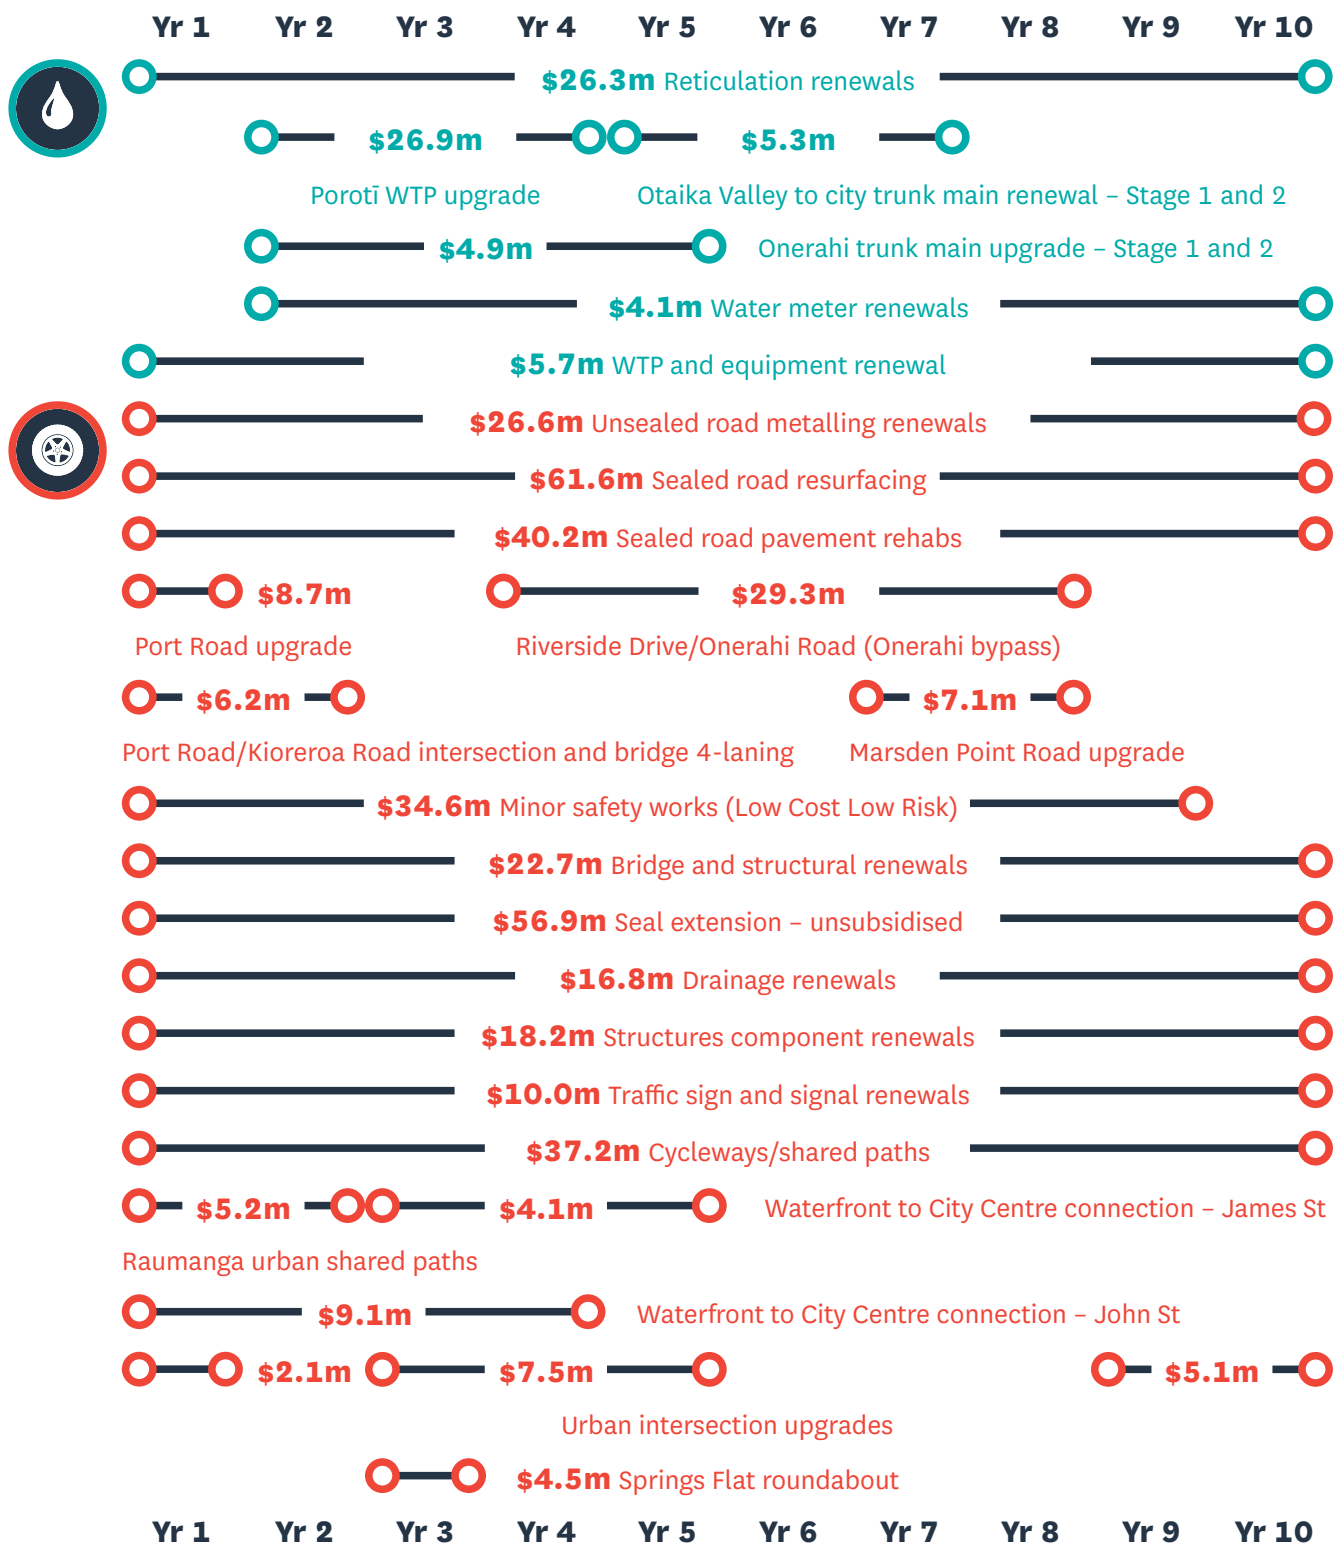 Yr 1 Yr 2 Yr 3 Yr 4 Yr 5 Yr 6 Yr 7 Yr 8 Yr 9 Yr 10
$26.3m Reticulation renewals
$26.9m $5.3m
Porotī WTP upgrade Otaika Valley to city trunk main renewal – Stage 1 and 2
$4.9m Onerahi trunk main upgrade – Stage 1 and 2
$4.1m Water meter renewals
$5.7m WTP and equipment renewal
$26.6m Unsealed road metalling renewals
$61.6m Sealed road resurfacing
$40.2m Sealed road pavement rehabs
$8.7m $29.3m
Port Road upgrade Riverside Drive/Onerahi Road (Onerahi bypass)
$6.2m $7.1m
Port Road/Kioreroa Road intersection and bridge 4-laning Marsden Point Road upgrade
$34.6m Minor safety works (Low Cost Low Risk)
$22.7m Bridge and structural renewals
$56.9m Seal extension – unsubsidised
$16.8m Drainage renewals
$18.2m Structures component renewals
$10.0m Traffic sign and signal renewals
$37.2m Cycleways/shared paths
$5.2m $4.1m Waterfront to City Centre connection – James St
Raumanga urban shared paths
$9.1m Waterfront to City Centre connection – John St
$2.1m $7.5m $5.1m
Urban intersection upgrades
$4.5m Springs Flat roundabout
Yr 1 Yr 2 Yr 3 Yr 4 Yr 5 Yr 6 Yr 7 Yr 8 Yr 9 Yr 10